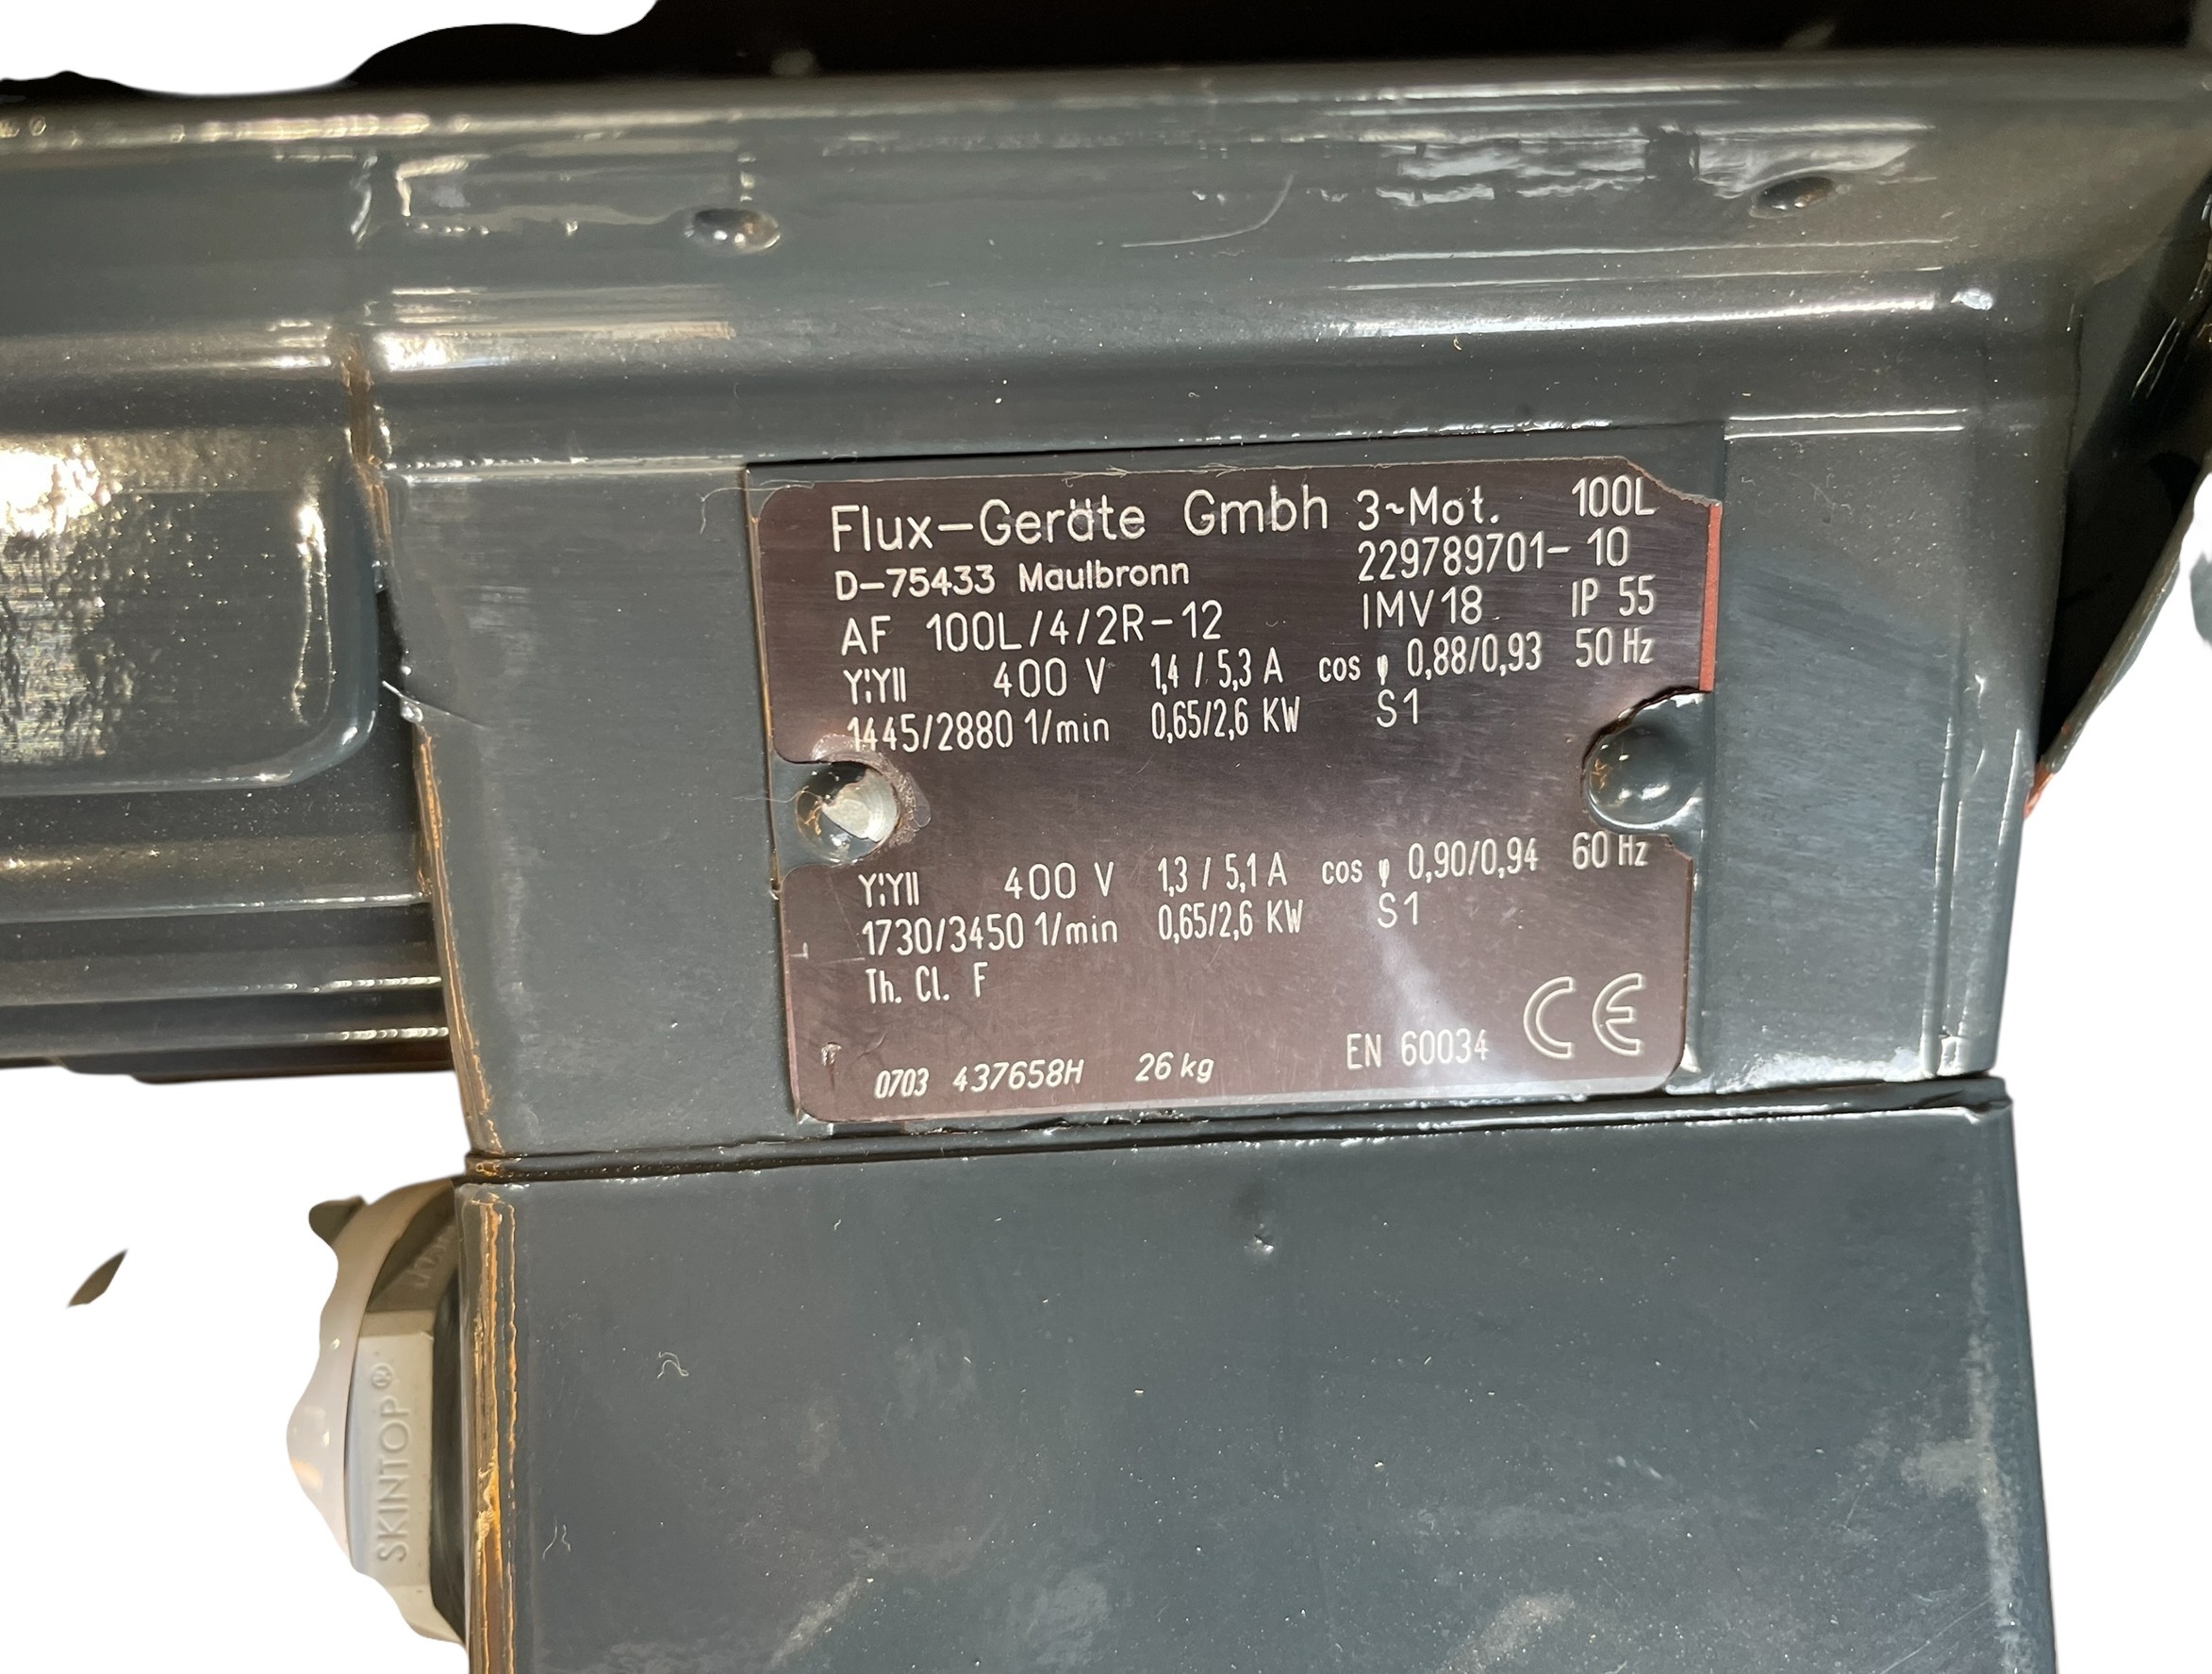 Flux-Geräte Gmbh 3~Mot. 100L
D-75433 Maulbronn 229789701- 10
AF 100L/4/2R-12 IMV18 IP 55
Y¦YII 400 V 1,4 / 5,3 A cos φ 0,88/0,93 50 Hz
1445/2880 1/min 0,65/2,6 KW S1
Y¦YII 400 V 1,3 / 5,1 A cos φ 0,90/0,94 60 Hz
1730/3450 1/min 0,65/2,6 KW S1
Th. Cl. F
0703 437658H 26 kg EN 60034 CE
SKINTOP®